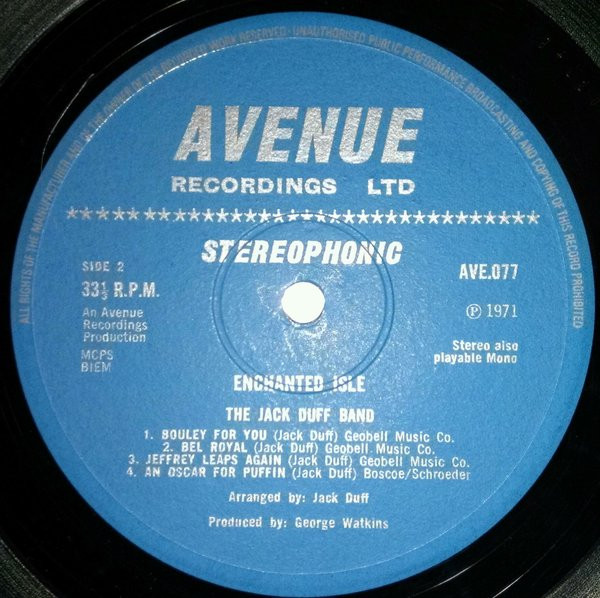 ALL RIGHTS OF THE MANUFACTURER AND OF THE OWNER OF THE RECORDED WORK RESERVED · UNAUTHORISED PUBLIC PERFORMANCE BROADCASTING AND COPYING OF THIS RECORD PROHIBITED
AVENUE
RECORDINGS LTD
STEREOPHONIC
SIDE 2
AVE.077
33⅓ R.P.M.
℗ 1971
An Avenue
Recordings
Production
Stereo also
playable Mono
MCPS
BIEM
ENCHANTED ISLE
THE JACK DUFF BAND
1. BOULEY FOR YOU (Jack Duff) Geobell Music Co.
2. BEL ROYAL (Jack Duff) Geobell Music Co.
3. JEFFREY LEAPS AGAIN (Jack Duff) Geobell Music Co.
4. AN OSCAR FOR PUFFIN (Jack Duff) Boscoe/Schroeder
Arranged by: Jack Duff
Produced by: George Watkins